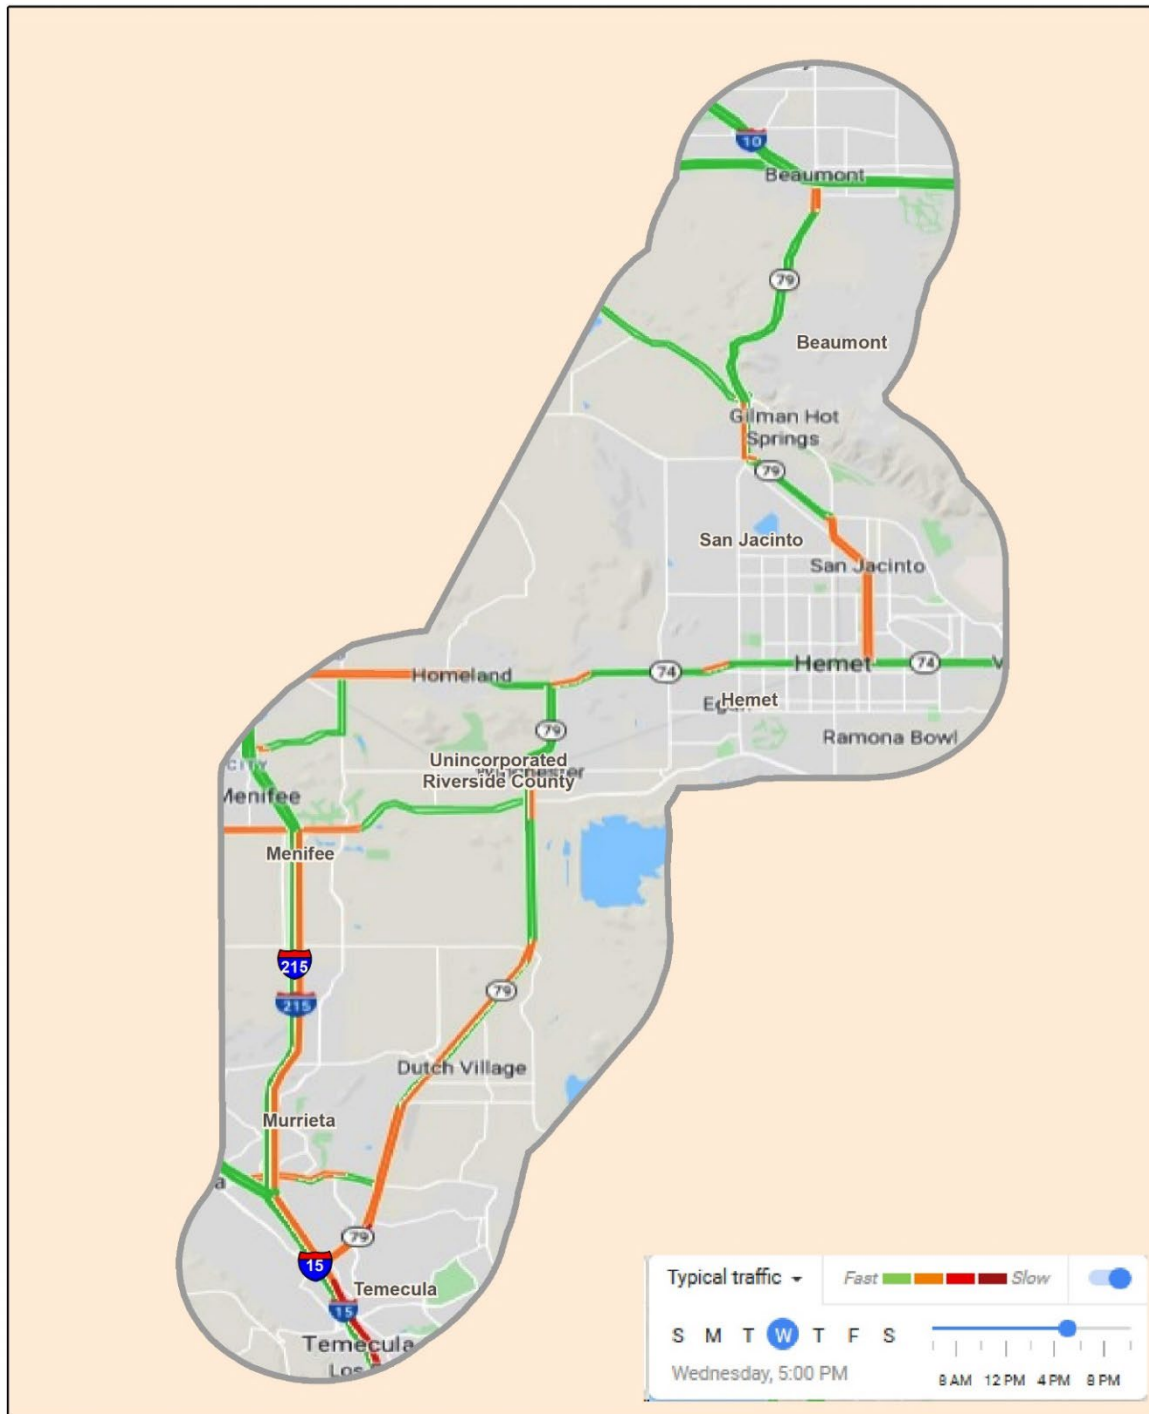 10
Beaumont
79
Beaumont
Gilman Hot
Springs
79
San Jacinto
San Jacinto
Homeland
74
Hemet
74
Hemet
79
Ramona Bowl
Unincorporated
Riverside County
CITY
Menifee
Menifee
215
215
79
Dutch Village
Murrieta
79
15
Temecula
15
Temecula
Los
Typical traffic
Fast
Slow
S M T W T F S
Wednesday, 5:00 PM
8 AM 12 PM 4 PM 8 PM